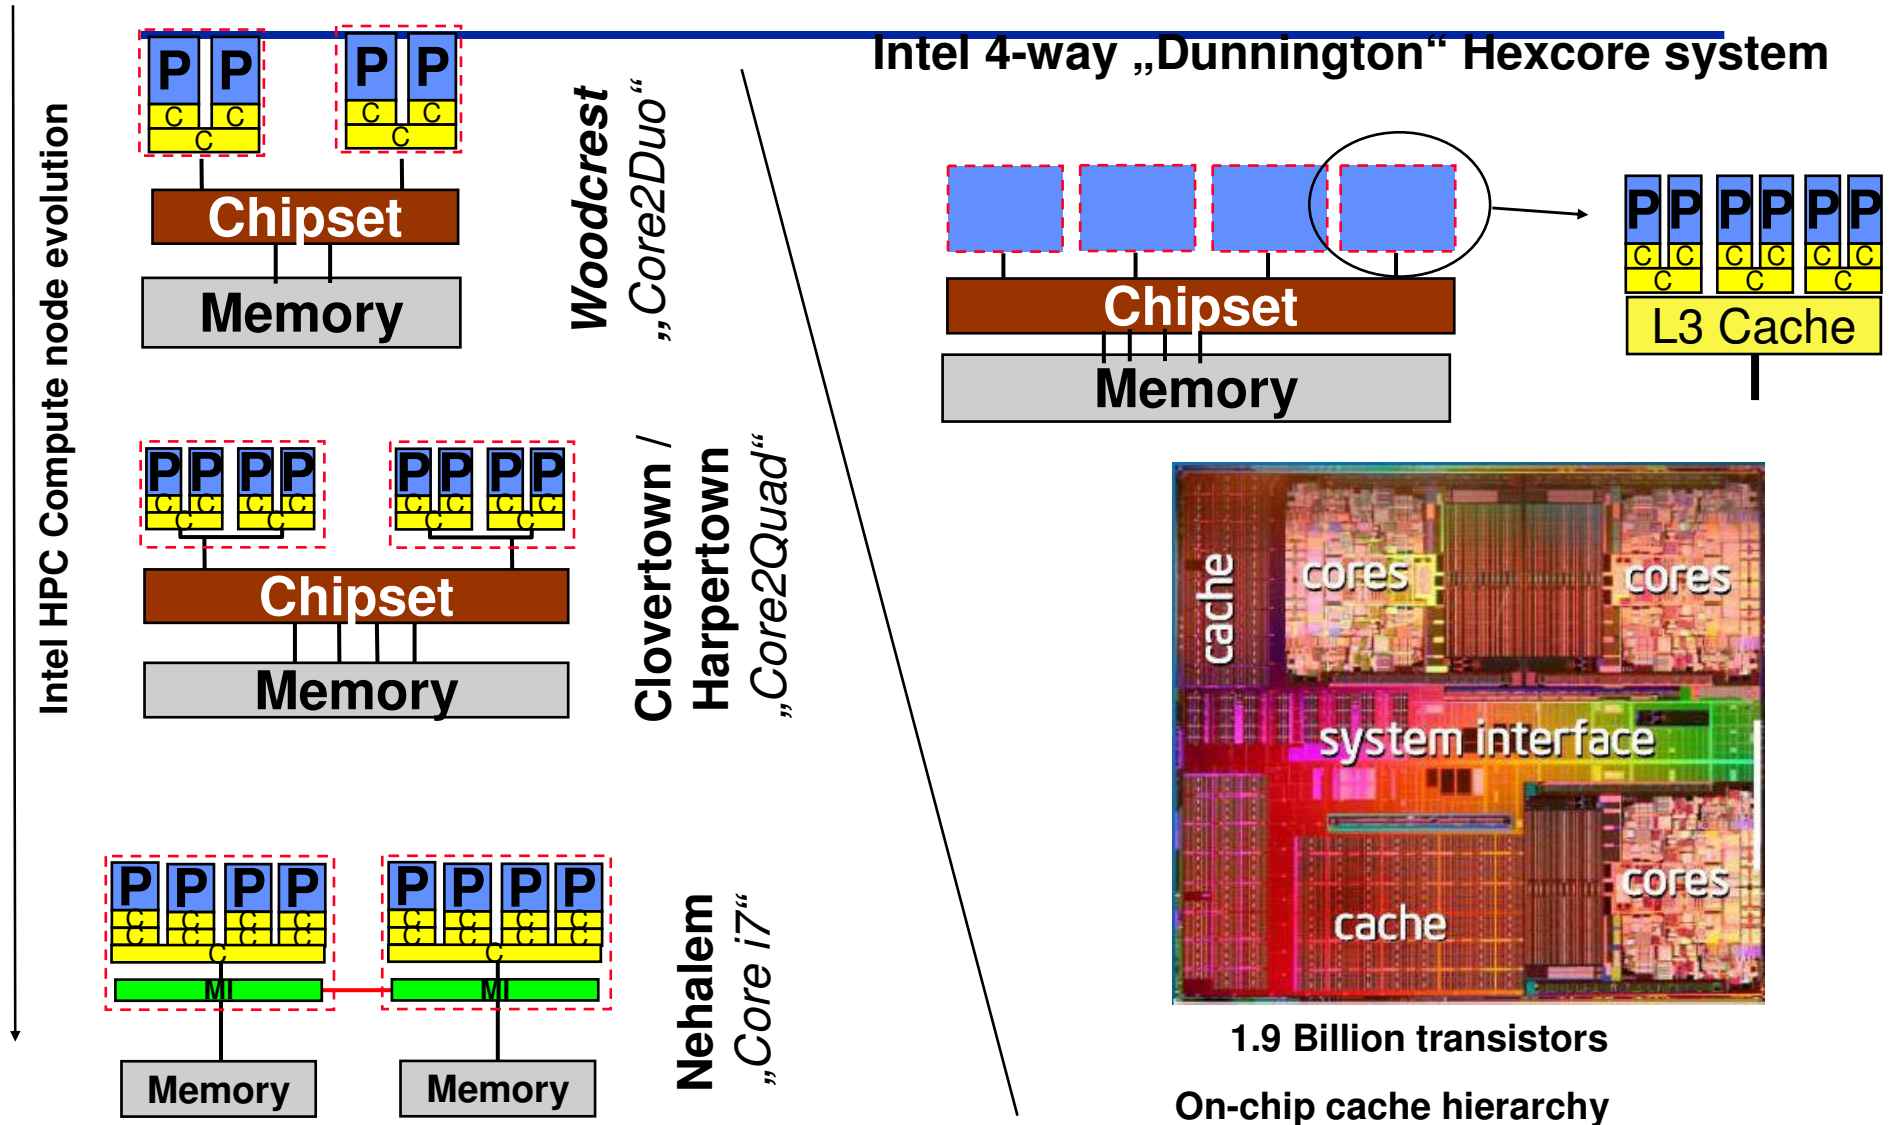 Intel HPC Compute node evolution
P P P P
C C C C
C C
Chipset
Memory
Woodcrest
„Core2Duo“
P P P P P P P P
C C C C C C C C
C C C C
Chipset
Memory
Clovertown /
Harpertown
„Core2Quad“
P P P P P P P P
C C C C C C C C
C C C C C C C C
C C
MI MI
Memory Memory
Nehalem
„Core i7“
Intel 4-way „Dunnington“ Hexcore system
Chipset
Memory
P P P P P P
C C C C C C
C C C
L3 Cache
cache
cores cores
system interface
cores
cache
1.9 Billion transistors
On-chip cache hierarchy